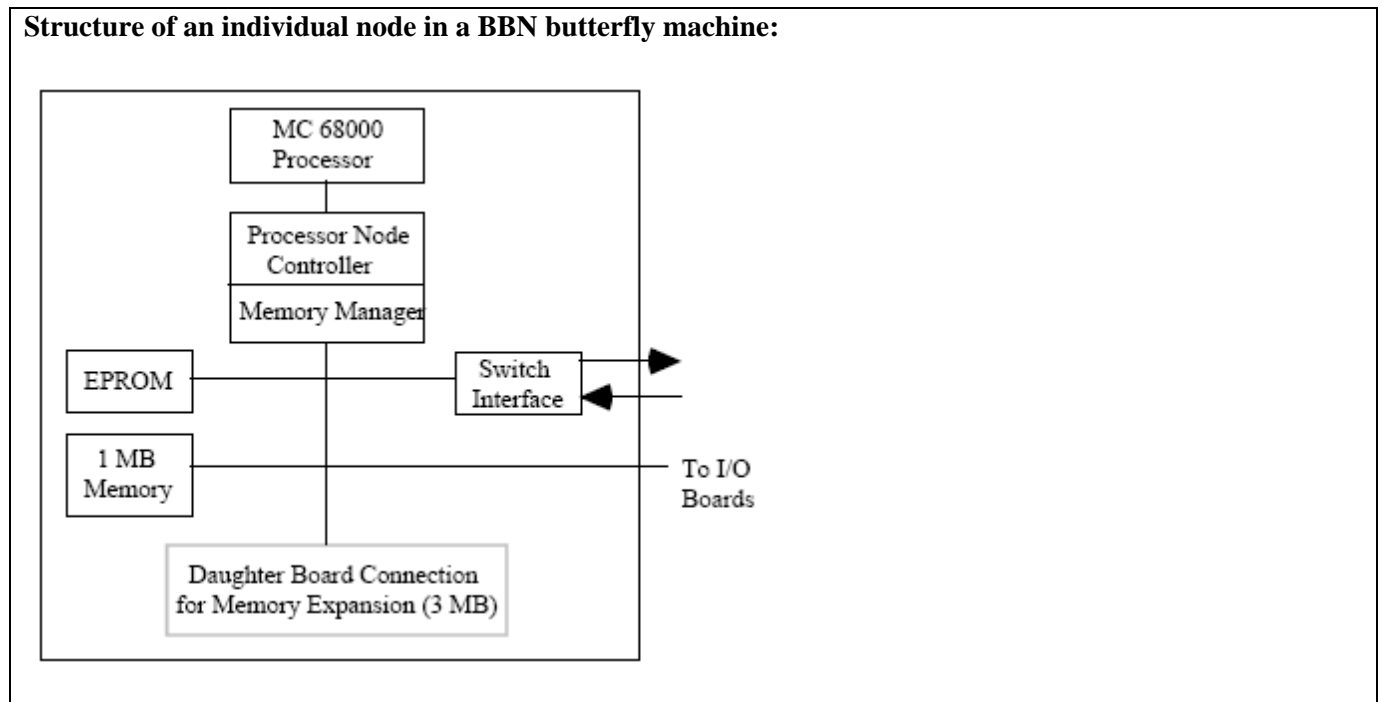 Structure of an individual node in a BBN butterfly machine:
MC 68000
Processor
Processor Node
Controller
Memory Manager
EPROM
Switch
Interface
1 MB
Memory
To I/O
Boards
Daughter Board Connection
for Memory Expansion (3 MB)